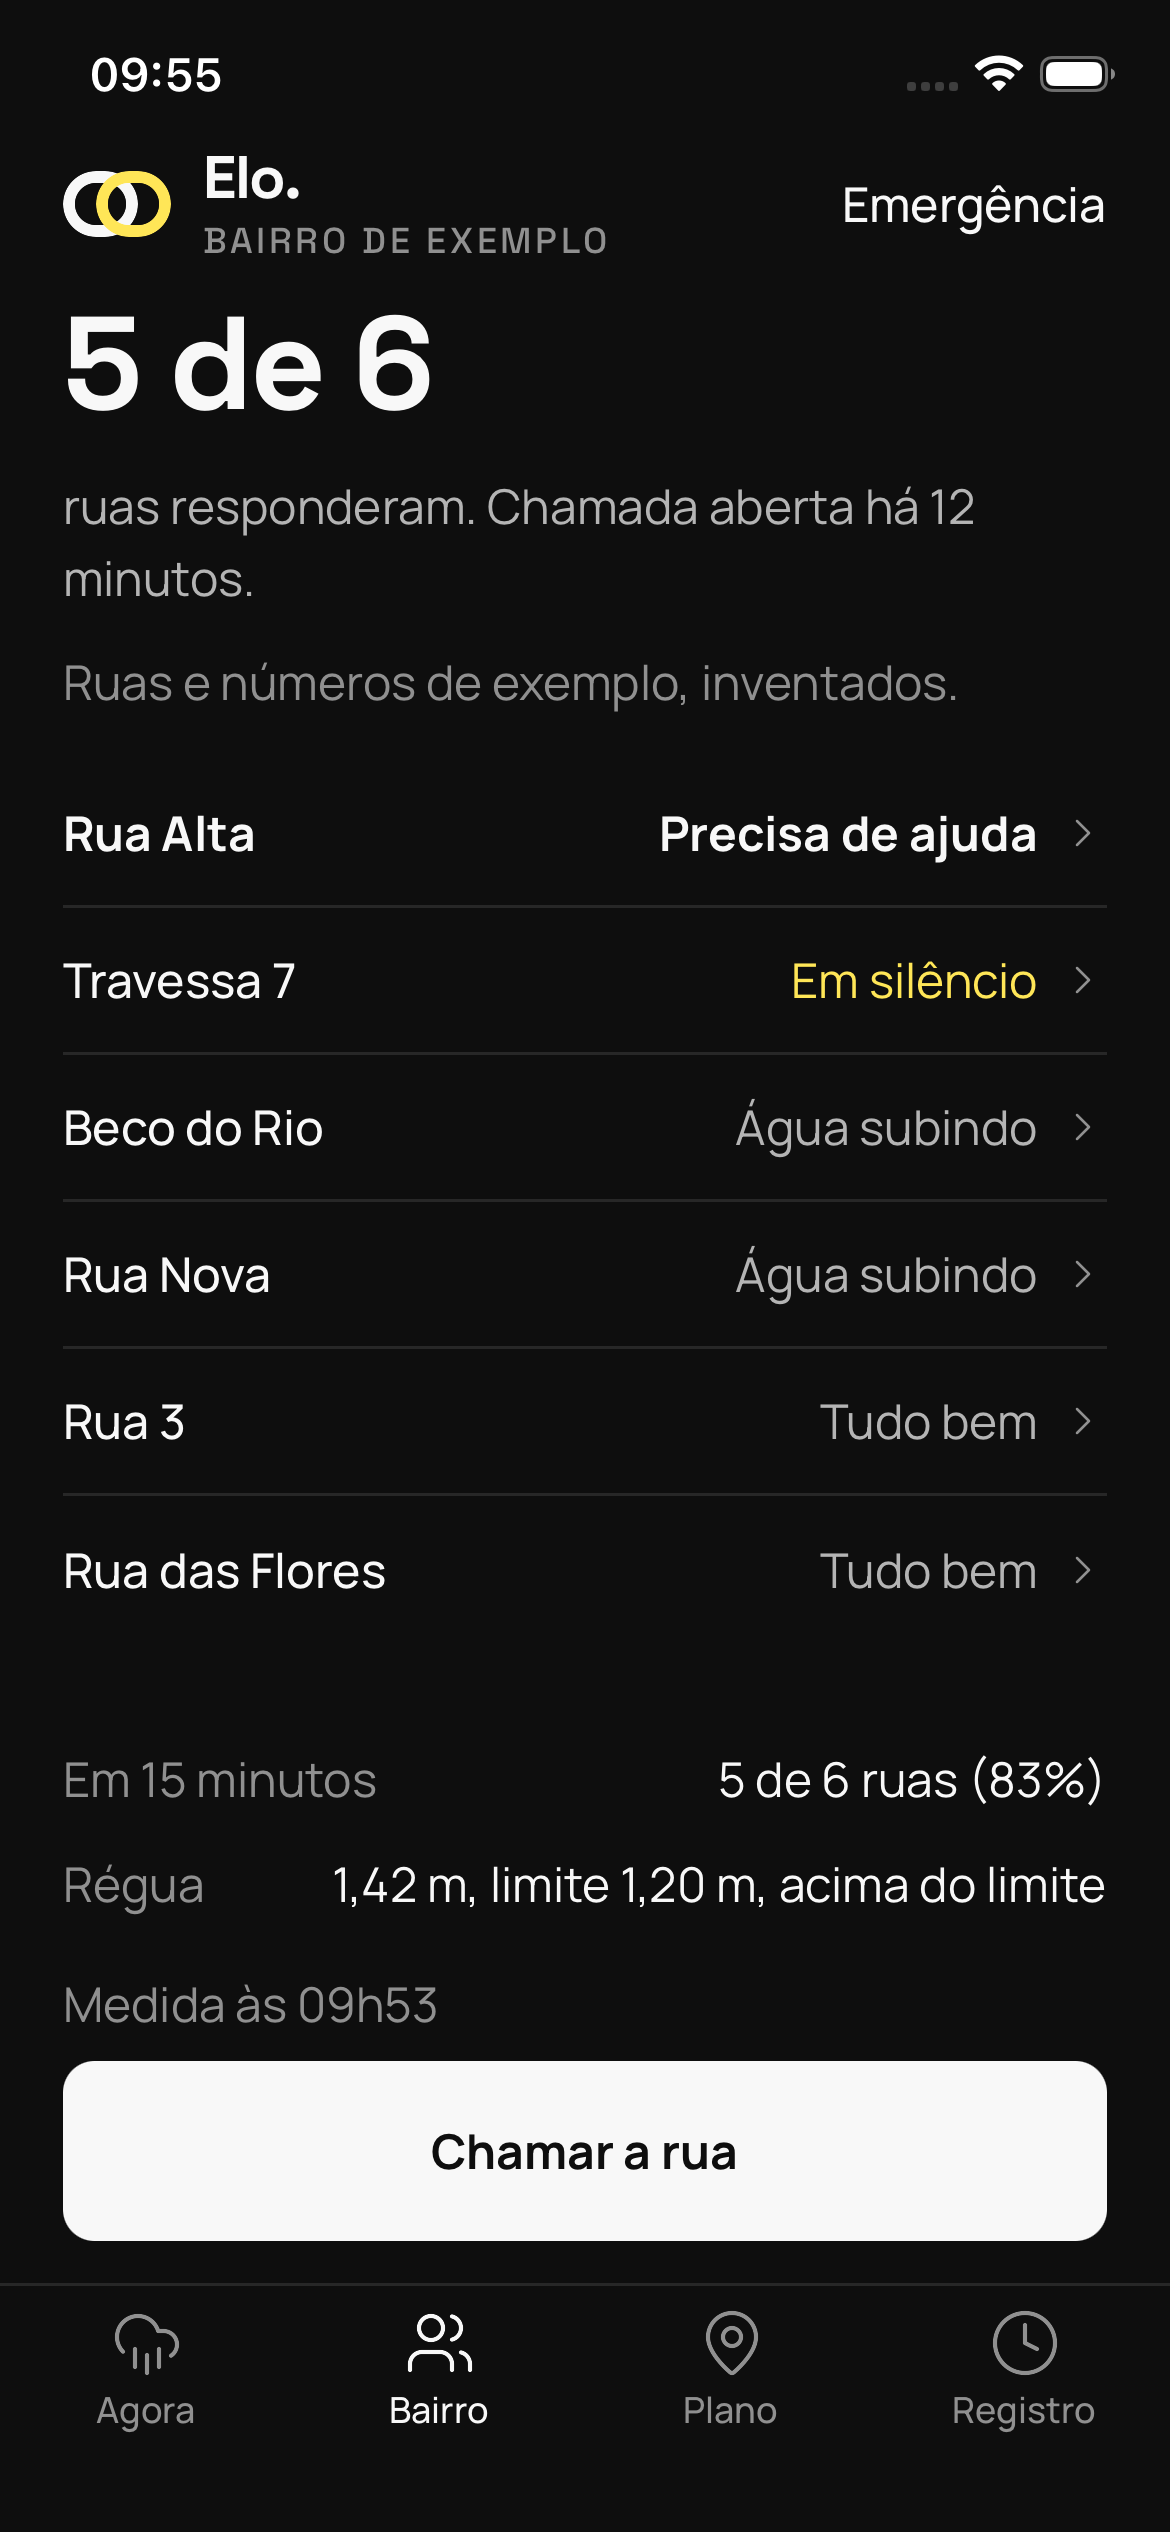 09:55
Elo.
BAIRRO DE EXEMPLO
Emergência
5 de 6
ruas responderam. Chamada aberta há 12
minutos.
Ruas e números de exemplo, inventados.
Rua Alta Precisa de ajuda
Travessa 7 Em silêncio
Beco do Rio Água subindo
Rua Nova Água subindo
Rua 3 Tudo bem
Rua das Flores Tudo bem
Em 15 minutos 5 de 6 ruas (83%)
Régua 1,42 m, limite 1,20 m, acima do limite
Medida às 09h53
Chamar a rua
Agora Bairro Plano Registro